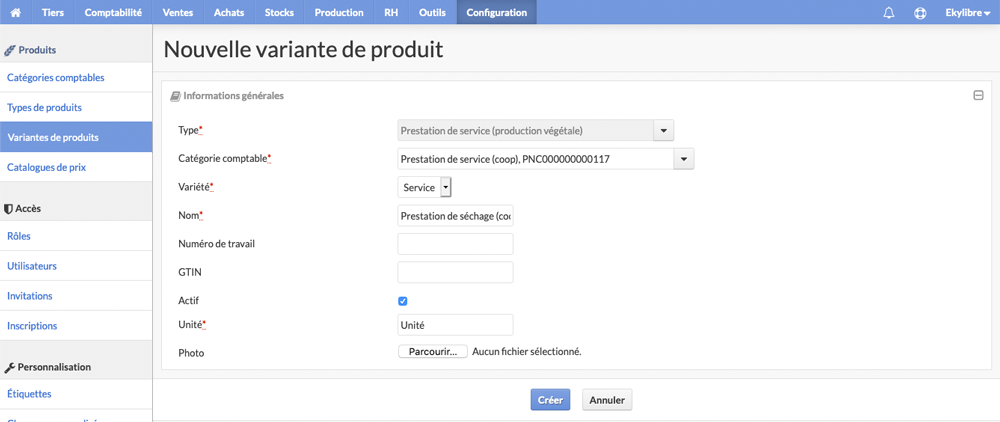 Tiers Comptabilité Ventes Achats Stocks Production RH Outils Configuration Ekylibre
Produits
Catégories comptables
Types de produits
Variantes de produits
Catalogues de prix
Accès
Rôles
Utilisateurs
Invitations
Inscriptions
Personnalisation
Étiquettes
Nouvelle variante de produit
Informations générales
Type* Prestation de service (production végétale)
Catégorie comptable* Prestation de service (coop), PNC000000000117
Variété* Service
Nom* Prestation de séchage
Numéro de travail
GTIN
Actif
Unité* Unité
Photo Parcourir... Aucun fichier sélectionné.
Créer Annuler